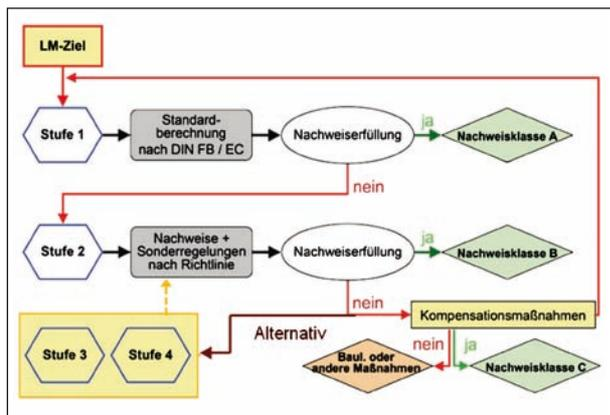 LM-Ziel
Stufe 1
Standard-
berechnung
nach DIN FB / EC
Nachweiserfüllung
ja
Nachweisklasse A
nein
Stufe 2
Nachweise +
Sonderregelungen
nach Richtlinie
Nachweiserfüllung
ja
Nachweisklasse B
nein
Alternativ
Kompensationsmaßnahmen
Stufe 3
Stufe 4
nein
ja
Baul. oder
andere Maßnahmen
Nachweisklasse C